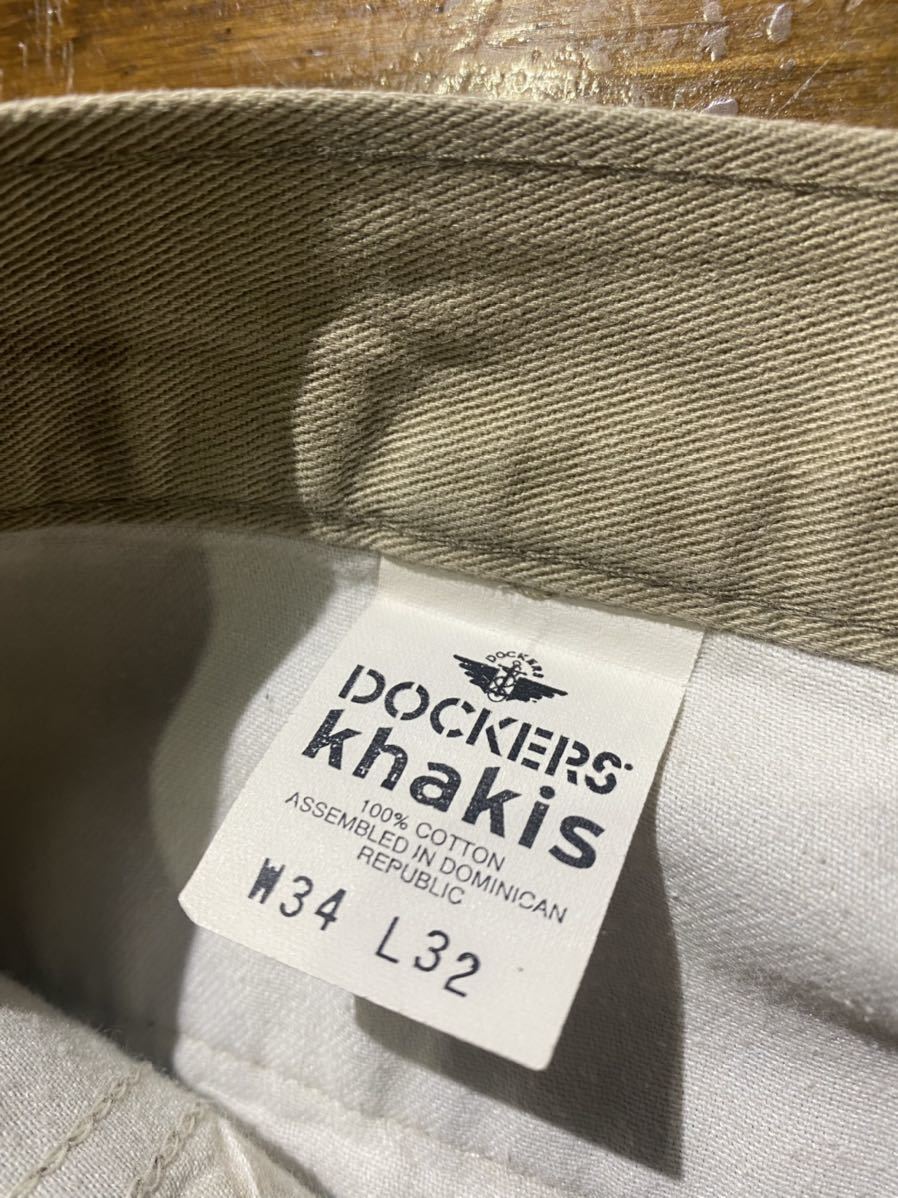 DOCKERS
DOCKERS
khakis
100% COTTON
ASSEMBLED IN DOMINICAN
REPUBLIC
W34 L32